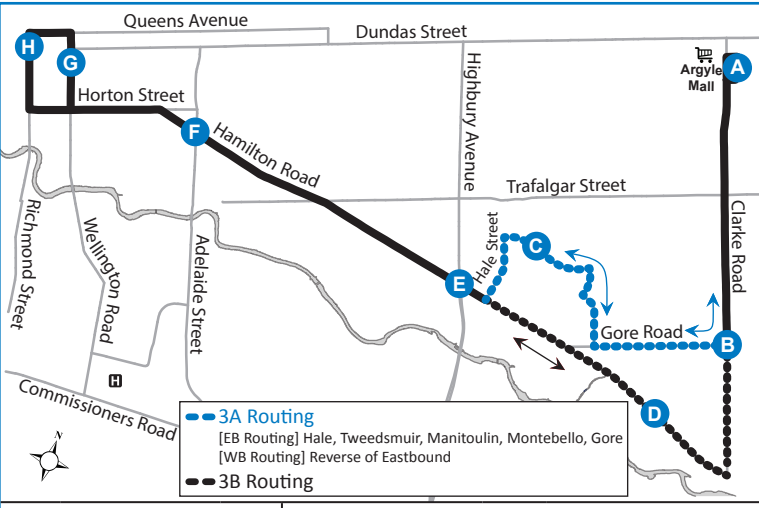 Queens Avenue
Dundas Street
H
G
A
Argyle
Mall
Horton Street
Highbury Avenue
F
Hamilton Road
Trafalgar Street
Richmond Street
Wellington Road
Adelaide Street
Hale Street
C
Clarke Road
E
Gore Road
B
H
Commissioners Road
D
N
3A Routing
[EB Routing] Hale, Tweedsmuir, Manitoulin, Montebello, Gore
[WB Routing] Reverse of Eastbound
3B Routing